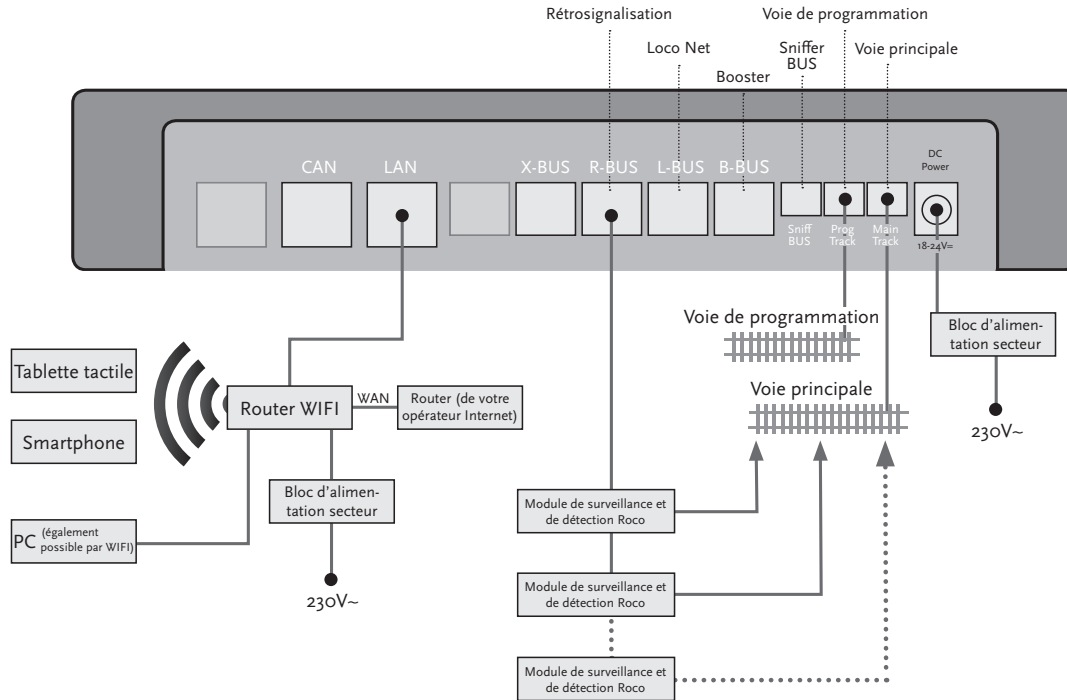 Rétrosignalisation
Voie de programmation
Loco Net
Sniffer
BUS
Voie principale
Booster
CAN
LAN
X-BUS
R-BUS
L-BUS
B-BUS
DC
Power
Sniff
BUS
Prog
Track
Main
Track
18-24V=
Voie de programmation
Bloc d'alimen-
tation secteur
Tablette tactile
Voie principale
Router WIFI
WAN
Router (de votre
opérateur Internet)
Smartphone
230V~
Bloc d'alimen-
tation secteur
Module de surveillance et
de détection Roco
PC (également
possible par WIFI)
Module de surveillance et
de détection Roco
230V~
Module de surveillance et
de détection Roco